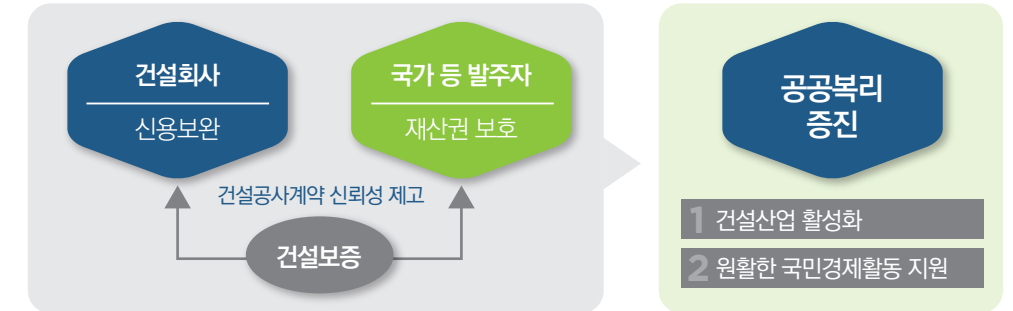 건설회사
신용보완
국가 등 발주자
재산권 보호
건설공사계약 신뢰성 제고
건설보증
공공복리
증진
1 건설산업 활성화
2 원활한 국민경제활동 지원